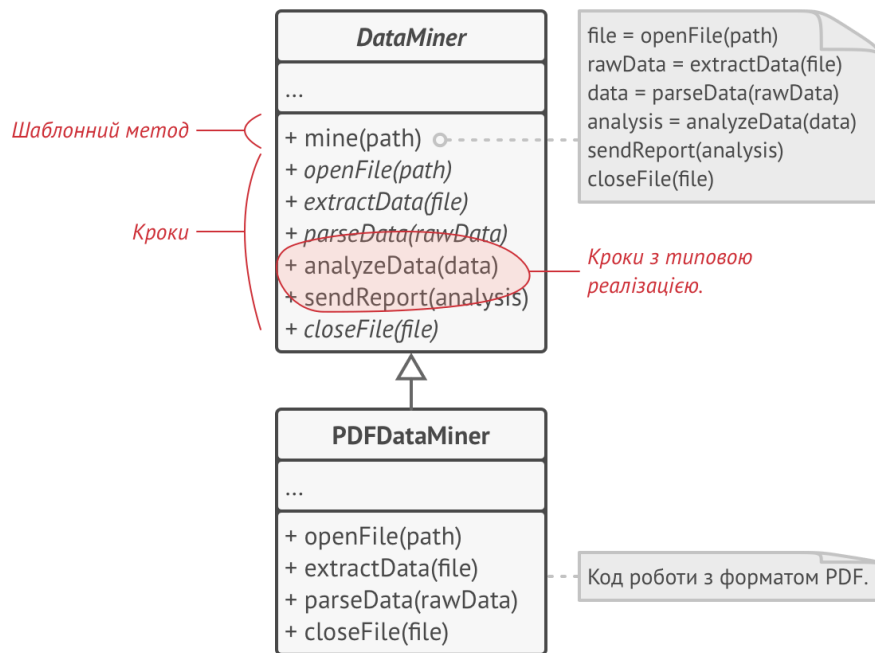 DataMiner
...
Шаблонний метод
+ mine(path)
Кроки
+ openFile(path)
+ extractData(file)
+ parseData(rawData)
+ analyzeData(data)
+ sendReport(analysis)
+ closeFile(file)
file = openFile(path)
rawData = extractData(file)
data = parseData(rawData)
analysis = analyzeData(data)
sendReport(analysis)
closeFile(file)
Кроки з типовою
реалізацією.
PDFDataMiner
...
+ openFile(path)
+ extractData(file)
+ parseData(rawData)
+ closeFile(file)
Код роботи з форматом PDF.